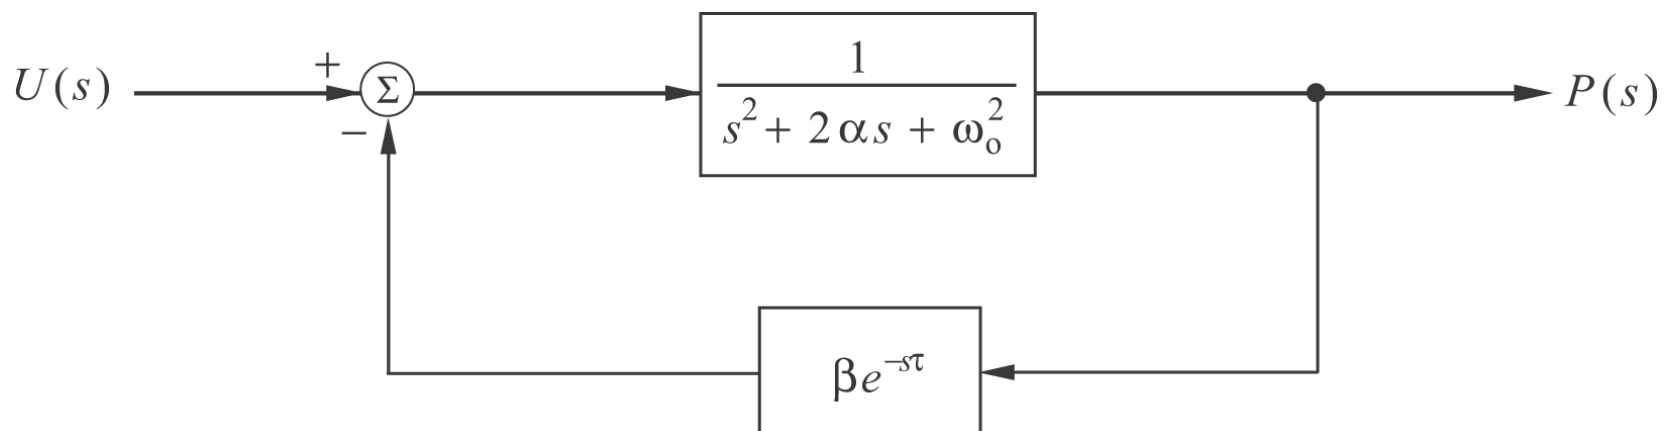 U(s)
+
Σ
−
1
s² + 2αs + ω₀²
P(s)
βe^{−sτ}